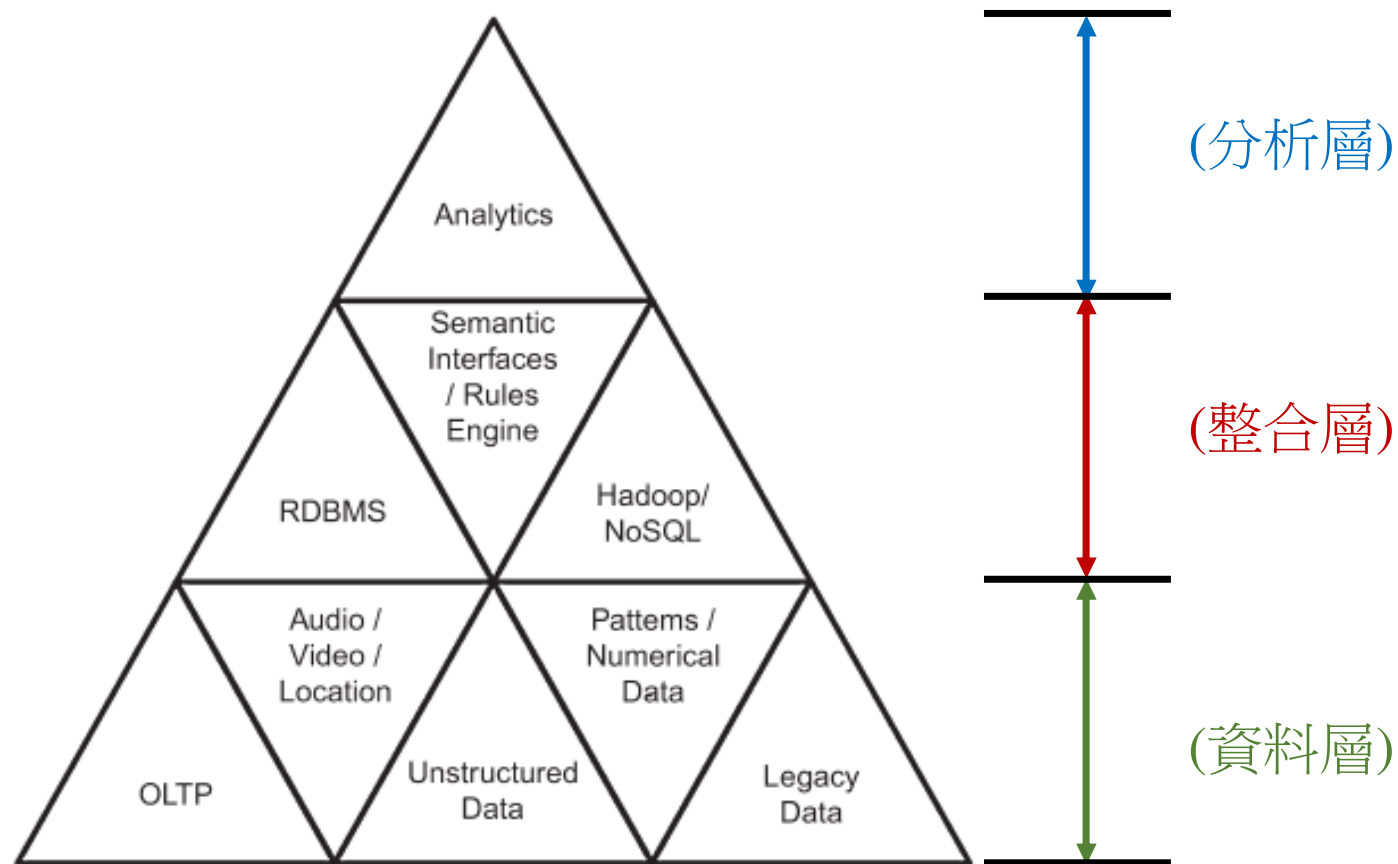 Analytics
(分析層)
Semantic
Interfaces
/ Rules
Engine
(整合層)
RDBMS
Hadoop/
NoSQL
Audio /
Video /
Location
Patterns /
Numerical
Data
(資料層)
OLTP
Unstructured
Data
Legacy
Data